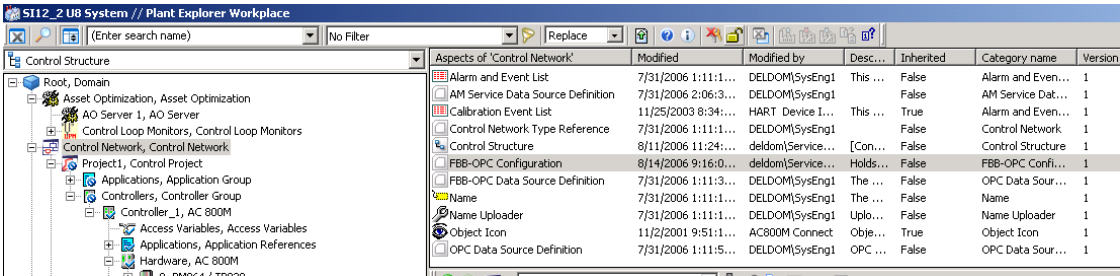 SI12_2 U8 System // Plant Explorer Workplace
(Enter search name) No Filter Replace
Control Structure
Root, Domain
Asset Optimization, Asset Optimization
AO Server 1, AO Server
Control Loop Monitors, Control Loop Monitors
Control Network, Control Network
Project1, Control Project
Applications, Application Group
Controllers, Controller Group
Controller_1, AC 800M
Access Variables, Access Variables
Applications, Application References
Hardware, AC 800M
Aspects of 'Control Network' Modified Modified by Desc... Inherited Category name Version
Alarm and Event List 7/31/2006 1:11:1... DELDOM\SysEng1 This ... False Alarm and Even... 1
AM Service Data Source Definition 7/31/2006 2:06:3... DELDOM\SysEng1 False AM Service Dat... 1
Calibration Event List 11/25/2003 8:34:... HART Device I... This ... True Alarm and Even... 1
Control Network Type Reference 7/31/2006 1:11:1... DELDOM\SysEng1 False Control Network 1
Control Structure 8/11/2006 11:24:... deldom\Service... [Con... False Control Structure 1
FBB-OPC Configuration 8/14/2006 9:16:0... deldom\Service... Holds... False FBB-OPC Confi... 1
FBB-OPC Data Source Definition 7/31/2006 1:11:3... DELDOM\SysEng1 The ... False OPC Data Sour... 1
Name 7/31/2006 1:11:1... DELDOM\SysEng1 The ... False Name 1
Name Uploader 7/31/2006 1:11:1... DELDOM\SysEng1 Uplo... False Name Uploader 1
Object Icon 11/2/2001 9:51:1... AC800M Connect Obje... True Object Icon 1
OPC Data Source Definition 7/31/2006 1:11:5... DELDOM\SysEng1 OPC ... False OPC Data Sour... 1